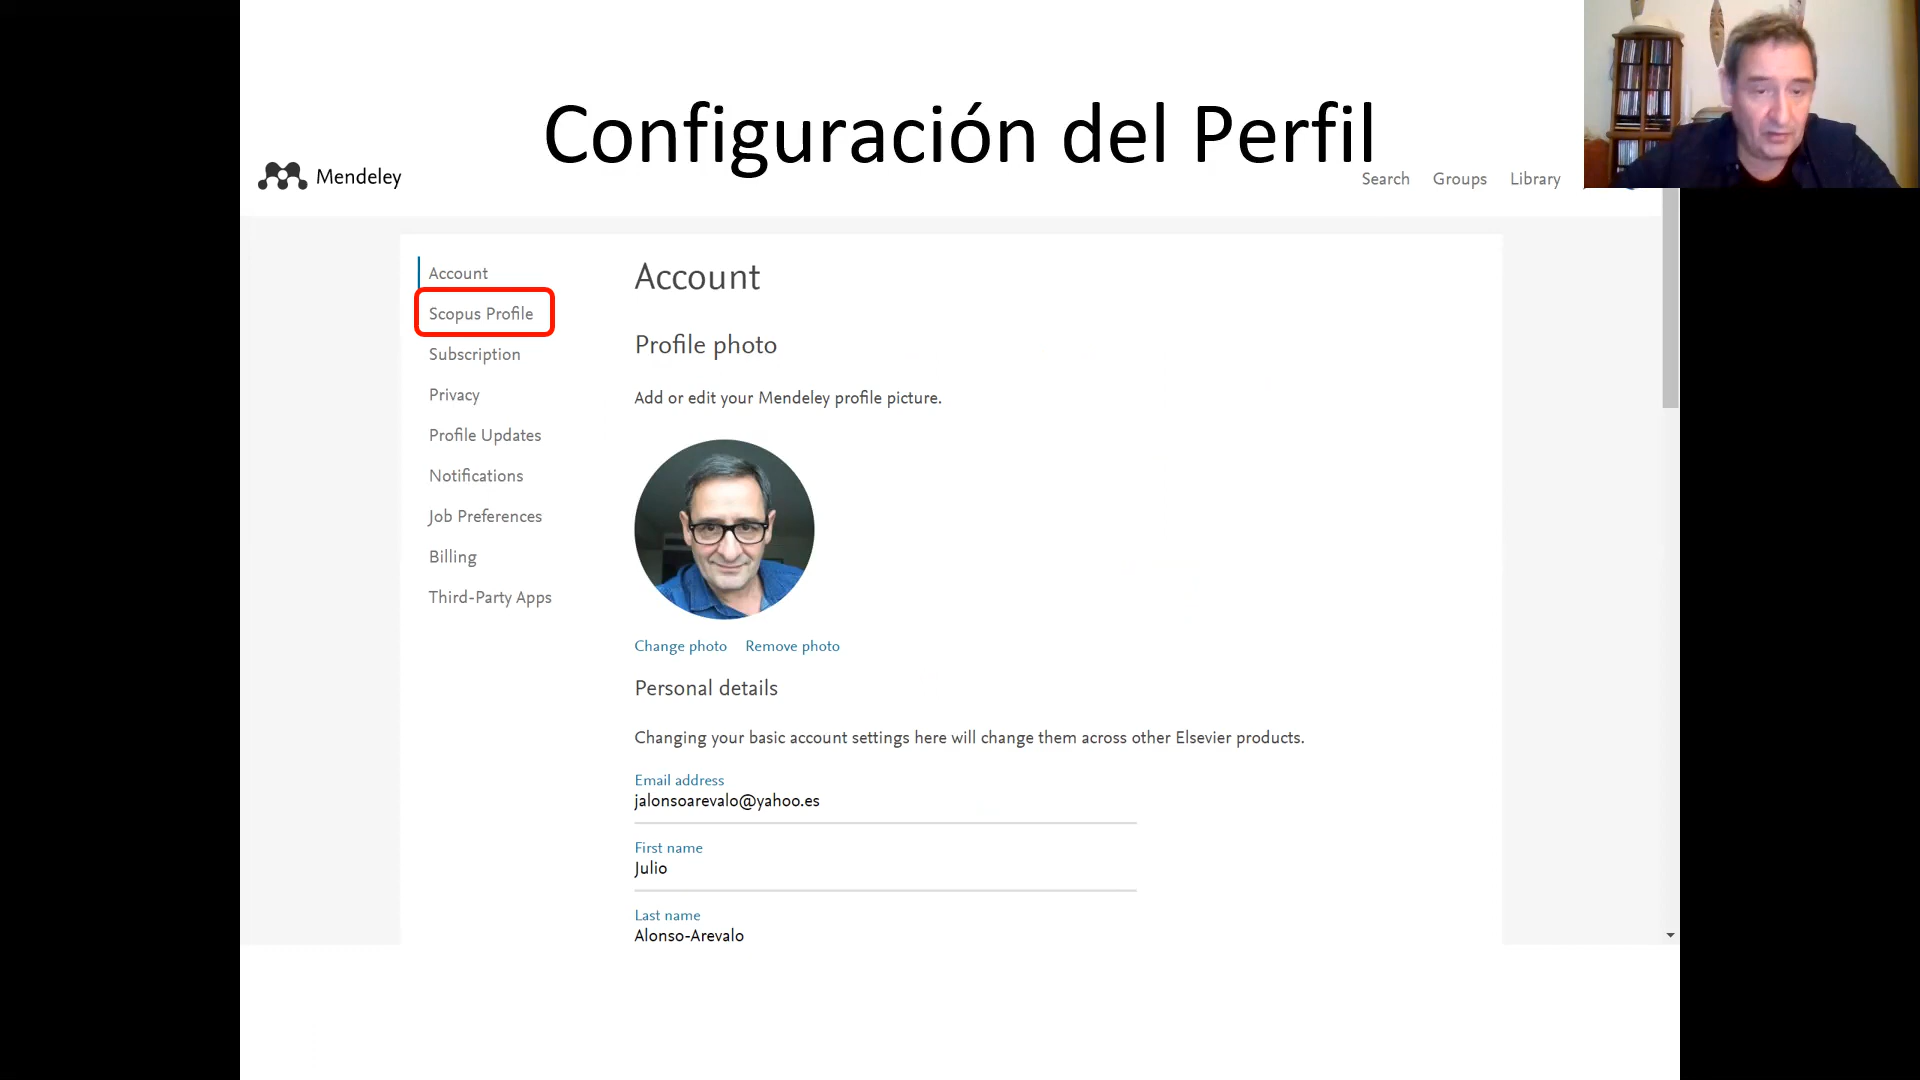 Configuración del Perfil
Mendeley
Search Groups Library
Account
Scopus Profile
Subscription
Privacy
Profile Updates
Notifications
Job Preferences
Billing
Third-Party Apps
Account
Profile photo
Add or edit your Mendeley profile picture.
Change photo Remove photo
Personal details
Changing your basic account settings here will change them across other Elsevier products.
Email address
jalonsoarevalo@yahoo.es
First name
Julio
Last name
Alonso-Arevalo